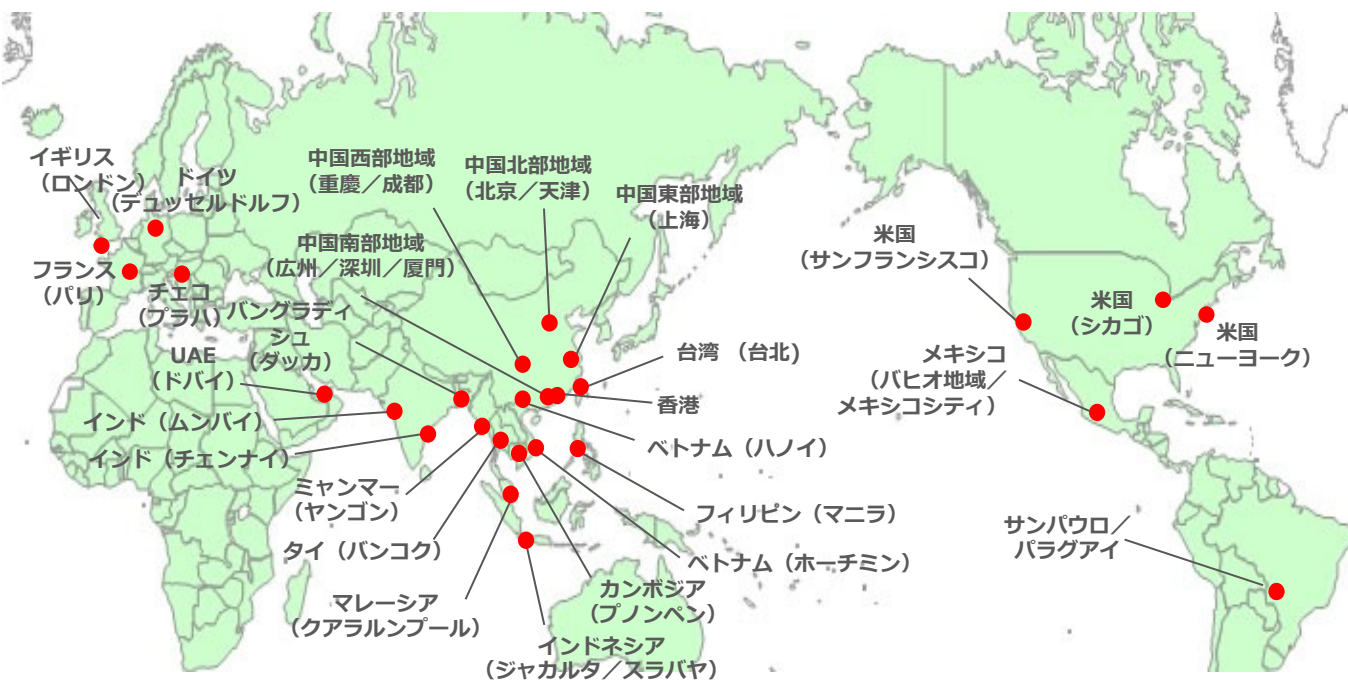 イギリス
（ロンドン）
ドイツ
（デュッセルドルフ）
フランス
（パリ）
チェコ
（プラハ）
中国西部地域
（重慶／成都）
中国北部地域
（北京／天津）
中国東部地域
（上海）
中国南部地域
（広州／深圳／厦門）
バングラディ
シュ
（ダッカ）
UAE
（ドバイ）
インド（ムンバイ）
インド（チェンナイ）
ミャンマー
（ヤンゴン）
タイ（バンコク）
マレーシア
（クアラルンプール）
台湾 （台北)
香港
ベトナム（ハノイ）
フィリピン（マニラ）
ベトナム（ホーチミン）
カンボジア
（プノンペン）
インドネシア
（ジャカルタ／スラバヤ）
米国
（サンフランシスコ）
米国
（シカゴ）
米国
（ニューヨーク）
メキシコ
（バヒオ地域／
メキシコシティ）
サンパウロ／
パラグアイ